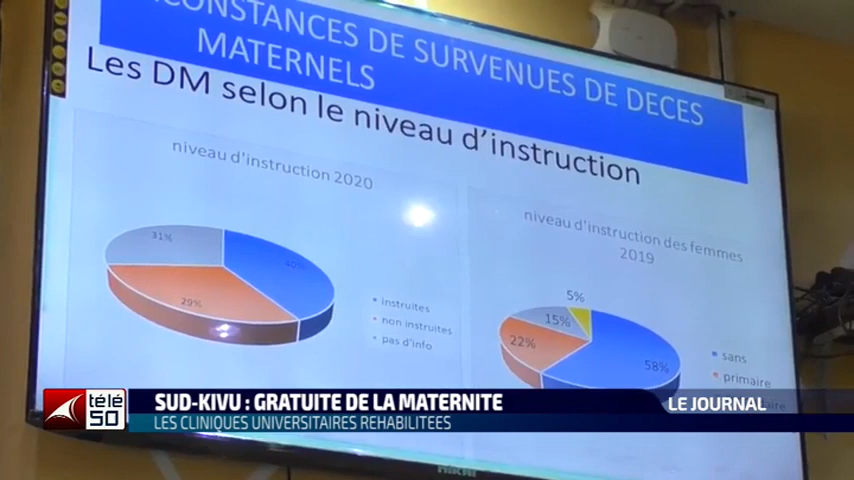 CONSTANCES DE SURVENUES DE DECES
MATERNELS
Les DM selon le niveau d'instruction
niveau d'instruction 2020
31%
40%
29%
instruites
non instruites
pas d'info
niveau d'instruction des femmes
2019
5%
15%
22%
58%
sans
primaire
télé
50
SUD-KIVU : GRATUITE DE LA MATERNITE
LE JOURNAL
LES CLINIQUES UNIVERSITAIRES REHABILITEES